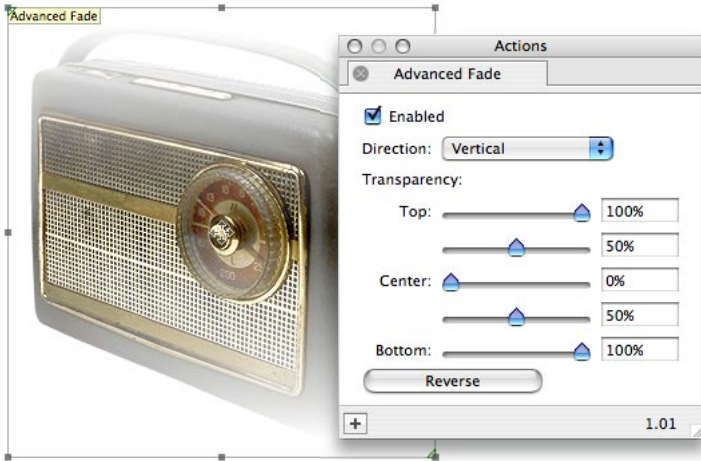 Advanced Fade
Actions
Advanced Fade
Enabled
Direction: Vertical
Transparency:
Top: 100%
50%
Center: 0%
50%
Bottom: 100%
Reverse
+ 1.01